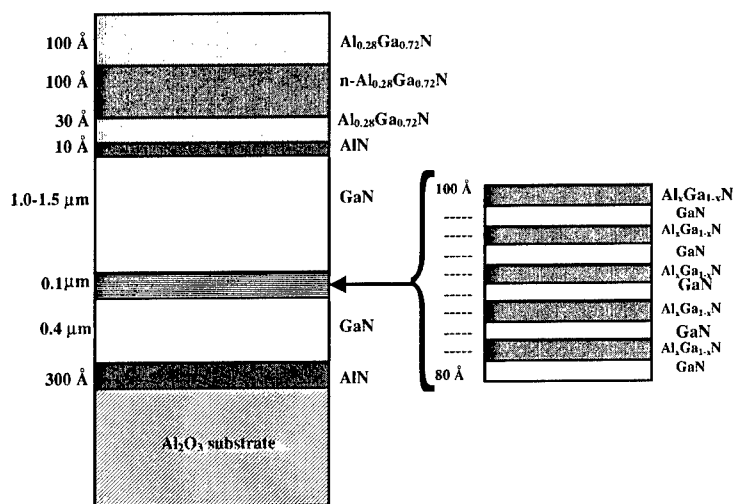 100 Å Al₀.₂₈Ga₀.₇₂N
100 Å n-Al₀.₂₈Ga₀.₇₂N
30 Å Al₀.₂₈Ga₀.₇₂N
10 Å AlN
1.0-1.5 µm GaN
0.1µm
0.4 µm GaN
300 Å AlN
Al₂O₃ substrate
100 Å AlₓGa₁₋ₓN
GaN
AlₓGa₁₋ₓN
GaN
AlₓGa₁₋ₓN
GaN
AlₓGa₁₋ₓN
GaN
AlₓGa₁₋ₓN
80 Å GaN